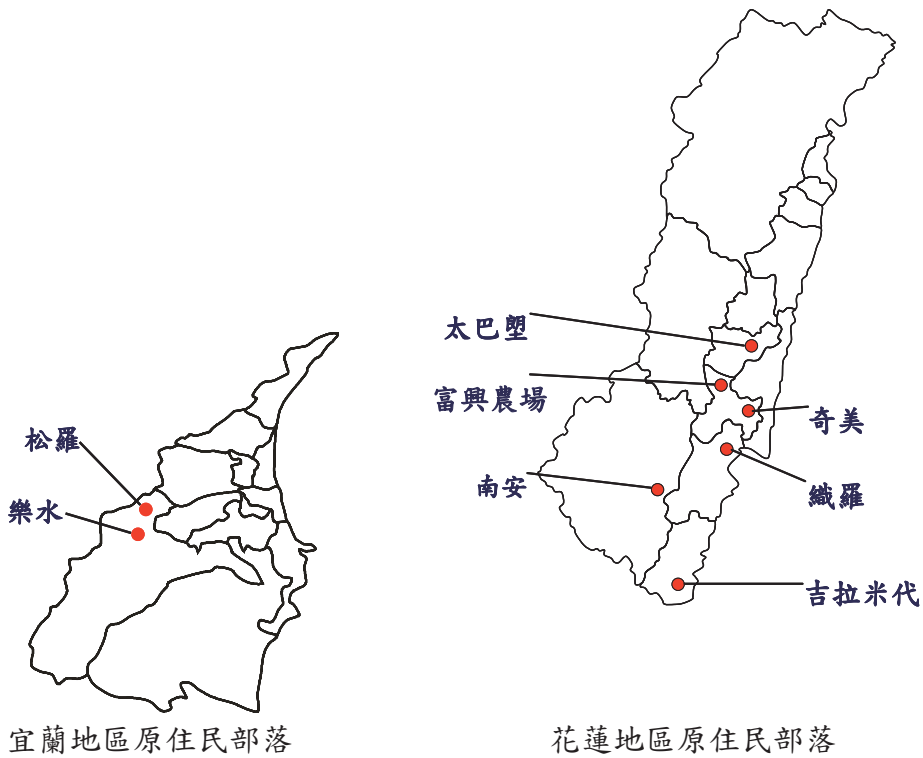 松羅
樂水
宜蘭地區原住民部落
太巴塱
富興農場
奇美
南安
織羅
吉拉米代
花蓮地區原住民部落